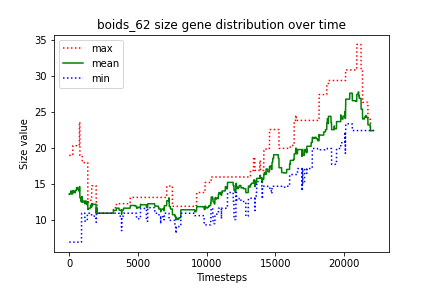 boids_62 size gene distribution over time
max
mean
min
35
30
25
20
15
10
Size value
0
5000
10000
15000
20000
Timesteps